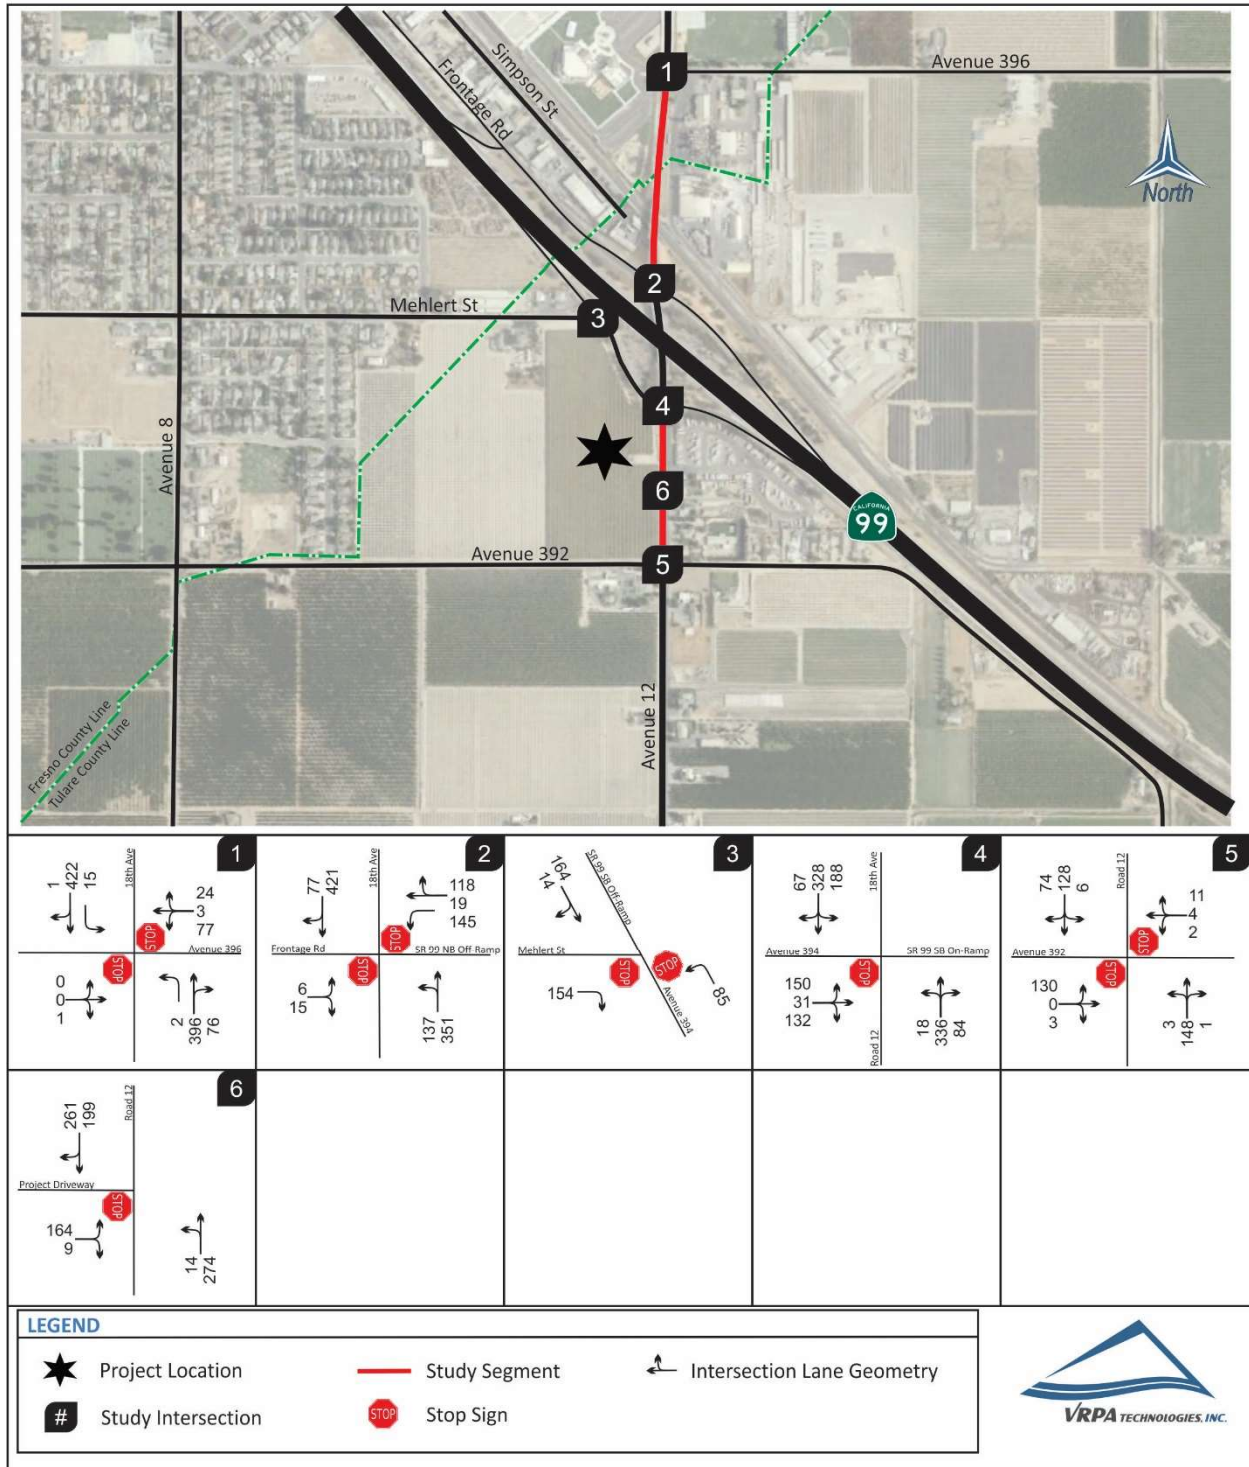 Simpson St
Frontage Rd
1
Avenue 396
North
2
Mehlert St
3
4
Avenue 8
6
CALIFORNIA
99
Avenue 392
5
Avenue 12
Fresno County Line
Tulare County Line
1
1
422
15
18th Ave
24
3
77
STOP
Avenue 396
STOP
0
0
1
2
396
76
2
77
421
18th Ave
118
19
145
STOP
Frontage Rd
SR 99 NB Off-Ramp
STOP
6
15
137
351
3
164
14
SR 99 SB Off-Ramp
Mehlert St
STOP
STOP
154
85
Avenue 394
4
67
328
188
18th Ave
Avenue 394
SR 99 SB On-Ramp
STOP
150
31
132
18
336
84
Road 12
5
74
128
6
Road 12
11
4
2
STOP
Avenue 392
STOP
130
0
3
3
148
1
6
261
199
Road 12
Project Driveway
STOP
164
9
14
274
LEGEND
Project Location
Study Segment
Intersection Lane Geometry
# Study Intersection
STOP Stop Sign
VRPA TECHNOLOGIES, INC.